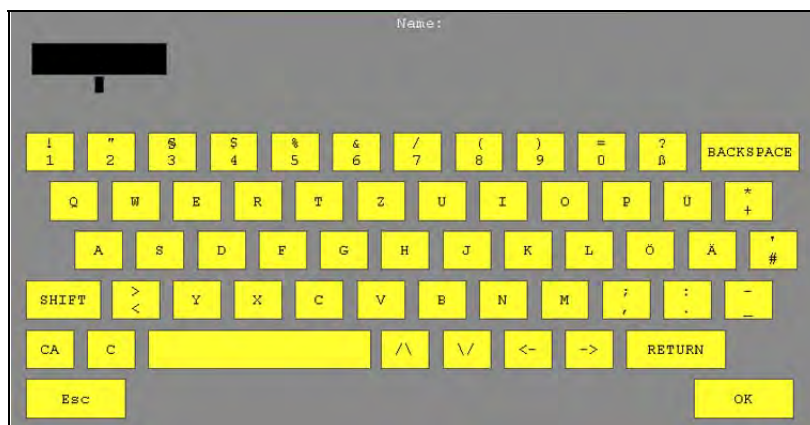 Name:
! " § $ % & / ( ) = ?
1 2 3 4 5 6 7 8 9 0 ß BACKSPACE
Q W E R T Z U I O P Ü * +
A S D F G H J K L Ö Ä ' #
SHIFT > < Y X C V B N M ; , : . - _
CA C /\ \/ <- -> RETURN
Esc OK